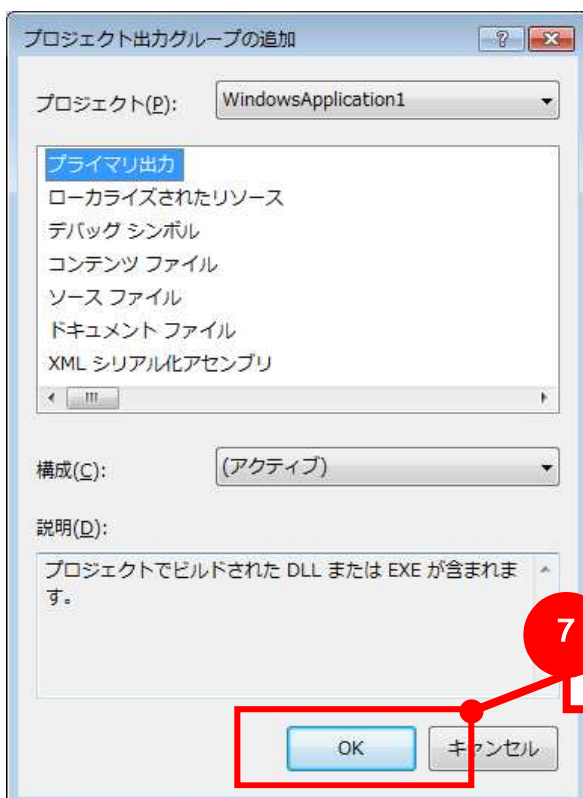 プロジェクト出力グループの追加
プロジェクト(P): WindowsApplication1
プライマリ出力
ローカライズされたリソース
デバッグ シンボル
コンテンツ ファイル
ソース ファイル
ドキュメント ファイル
XML シリアル化アセンブリ
構成(C): (アクティブ)
説明(D):
プロジェクトでビルドされた DLL または EXE が含まれま
す。
7
OK キャンセル